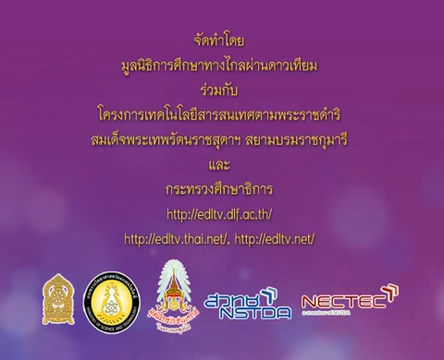 จัดทำโดย
มูลนิธิการศึกษาทางไกลผ่านดาวเทียม
ร่วมกับ
โครงการเทคโนโลยีสารสนเทศตามพระราชดำริ
สมเด็จพระเทพรัตนราชสุดาฯ สยามบรมราชกุมารี
และ
กระทรวงศึกษาธิการ
http://edltv.dlf.ac.th/
http://edltv.thai.net/, http://edltv.net/
สวทช
NSTDA
NECTEC
a member of NSTDA